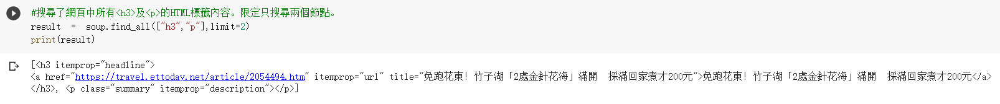 #搜尋了網頁中所有<h3>及<p>的HTML標籤內容。限定只搜尋兩個節點。
result = soup.find_all(["h3","p"],limit=2)
print(result)
[<h3 itemprop="headline">
<a href="https://travel.ettoday.net/article/2054494.htm" itemprop="url" title="免跑花東！竹子湖「2處金針花海」滿開　採滿回家煮才200元">免跑花東！竹子湖「2處金針花海」滿開　採滿回家煮才200元</a>
</h3>, <p class="summary" itemprop="description"></p>]